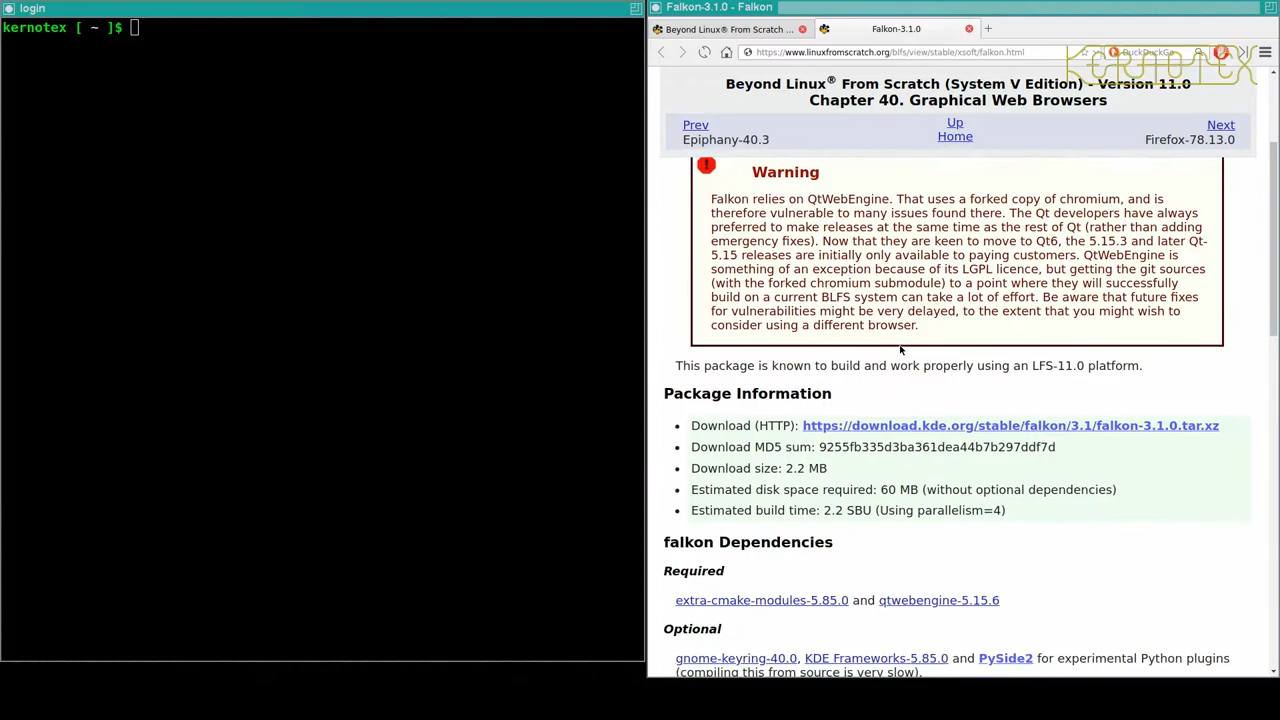 login
kernotex [ ~ ]$
Falkon-3.1.0 - Falkon
Beyond Linux® From Scratch ...
Falkon-3.1.0
https://www.linuxfromscratch.org/blfs/view/stable/xsoft/falkon.html
DuckDuckGo
KERNOTEX
Beyond Linux® From Scratch (System V Edition) - Version 11.0
Chapter 40. Graphical Web Browsers
Prev
Up
Next
Epiphany-40.3
Home
Firefox-78.13.0
Warning
Falkon relies on QtWebEngine. That uses a forked copy of chromium, and is
therefore vulnerable to many issues found there. The Qt developers have always
preferred to make releases at the same time as the rest of Qt (rather than adding
emergency fixes). Now that they are keen to move to Qt6, the 5.15.3 and later Qt-
5.15 releases are initially only available to paying customers. QtWebEngine is
something of an exception because of its LGPL licence, but getting the git sources
(with the forked chromium submodule) to a point where they will successfully
build on a current BLFS system can take a lot of effort. Be aware that future fixes
for vulnerabilities might be very delayed, to the extent that you might wish to
consider using a different browser.
This package is known to build and work properly using an LFS-11.0 platform.
Package Information
• Download (HTTP): https://download.kde.org/stable/falkon/3.1/falkon-3.1.0.tar.xz
• Download MD5 sum: 9255fb335d3ba361dea44b7b297ddf7d
• Download size: 2.2 MB
• Estimated disk space required: 60 MB (without optional dependencies)
• Estimated build time: 2.2 SBU (Using parallelism=4)
falkon Dependencies
Required
extra-cmake-modules-5.85.0 and qtwebengine-5.15.6
Optional
gnome-keyring-40.0, KDE Frameworks-5.85.0 and PySide2 for experimental Python plugins
(compiling this from source is very slow).